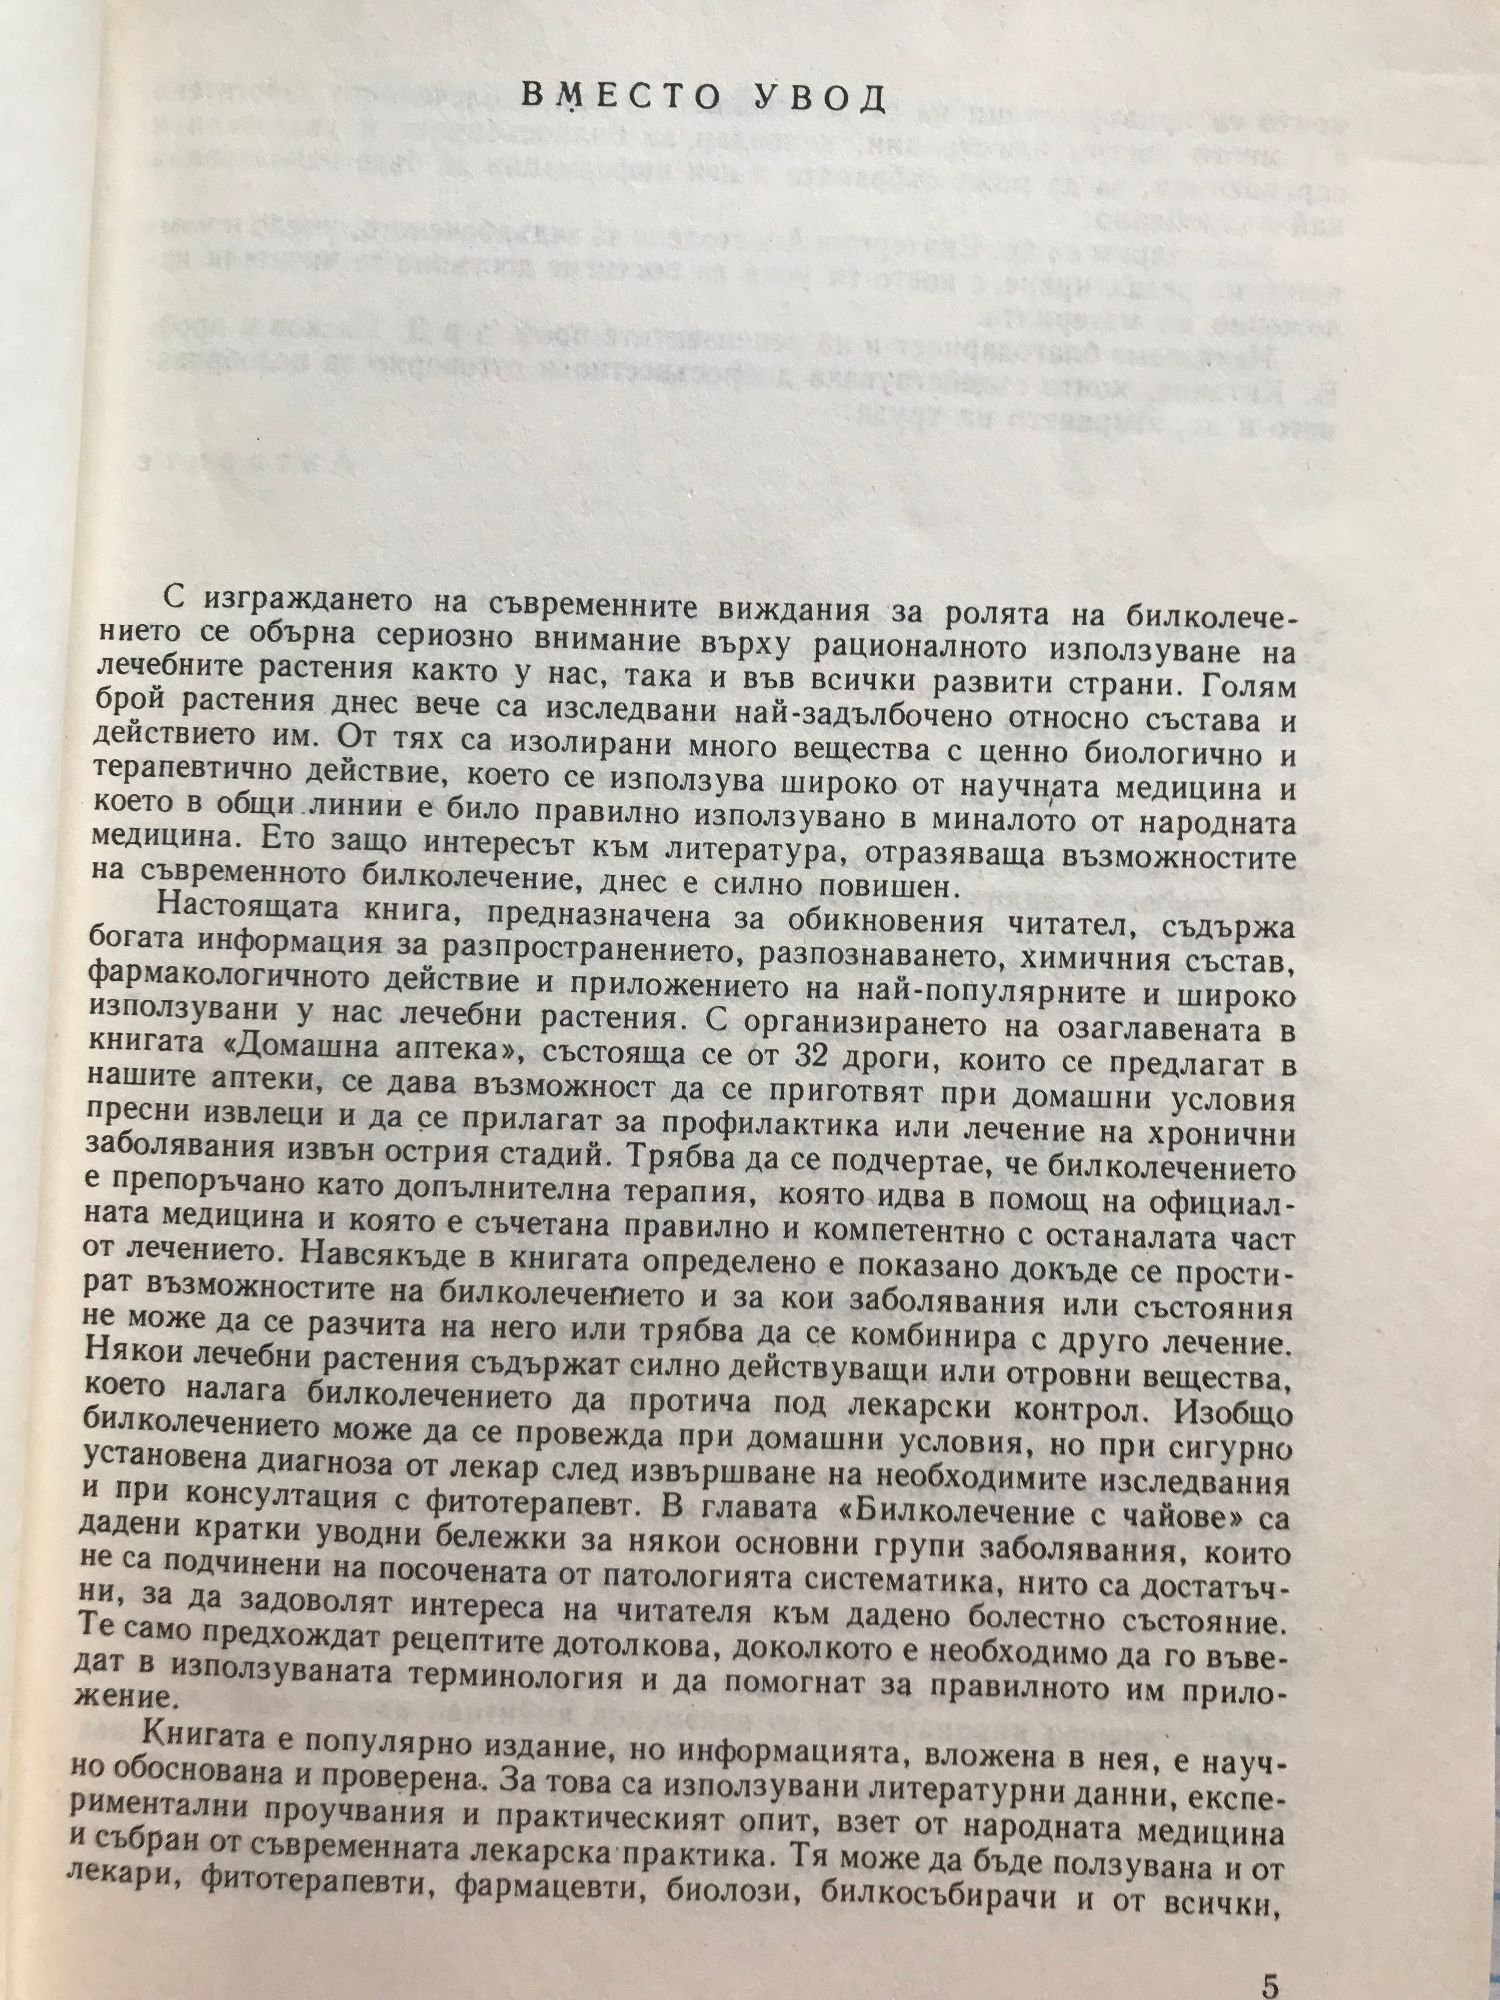 ВМЕСТО УВОД
С изграждането на съвременните виждания за ролята на билколече-
нието се обърна сериозно внимание върху рационалното използуване на
лечебните растения както у нас, така и във всички развити страни. Голям
брой растения днес вече са изследвани най-задълбочено относно състава и
действието им. От тях са изолирани много вещества с ценно биологично и
терапевтично действие, което се използува широко от научната медицина и
което в общи линии е било правилно използувано в миналото от народната
медицина. Ето защо интересът към литература, отразяваща възможностите
на съвременното билколечение, днес е силно повишен.
Настоящата книга, предназначена за обикновения читател, съдържа
богата информация за разпространението, разпознаването, химичния състав,
фармакологичното действие и приложението на най-популярните и широко
използувани у нас лечебни растения. С организирането на озаглавената в
книгата «Домашна аптека», състояща се от 32 дроги, които се предлагат в
нашите аптеки, се дава възможност да се приготвят при домашни условия
пресни извлеци и да се прилагат за профилактика или лечение на хронични
заболявания извън острия стадий. Трябва да се подчертае, че билколечението
е препоръчано като допълнителна терапия, която идва в помощ на официал-
ната медицина и която е съчетана правилно и компетентно с останалата част
от лечението. Навсякъде в книгата определено е показано докъде се прости-
рат възможностите на билколечението и за кои заболявания или състояния
не може да се разчита на него или трябва да се комбинира с друго лечение.
Някои лечебни растения съдържат силно действуващи или отровни вещества,
което налага билколечението да протича под лекарски контрол. Изобщо
билколечението може да се провежда при домашни условия, но при сигурно
установена диагноза от лекар след извършване на необходимите изследвания
и при консултация с фитотерапевт. В главата «Билколечение с чайове» са
дадени кратки уводни бележки за някои основни групи заболявания, които
не са подчинени на посочената от патологията систематика, нито са достатъч-
ни, за да задоволят интереса на читателя към дадено болестно състояние.
Те само предхождат рецептите дотолкова, доколкото е необходимо да го въве-
дат в използуваната терминология и да помогнат за правилното им прило-
жение.
Книгата е популярно издание, но информацията, вложена в нея, е науч-
но обоснована и проверена. За това са използувани литературни данни, експе-
риментални проучвания и практическият опит, взет от народната медицина
и събран от съвременната лекарска практика. Тя може да бъде ползувана и от
лекари, фитотерапевти, фармацевти, биолози, билкосъбирачи и от всички,
5